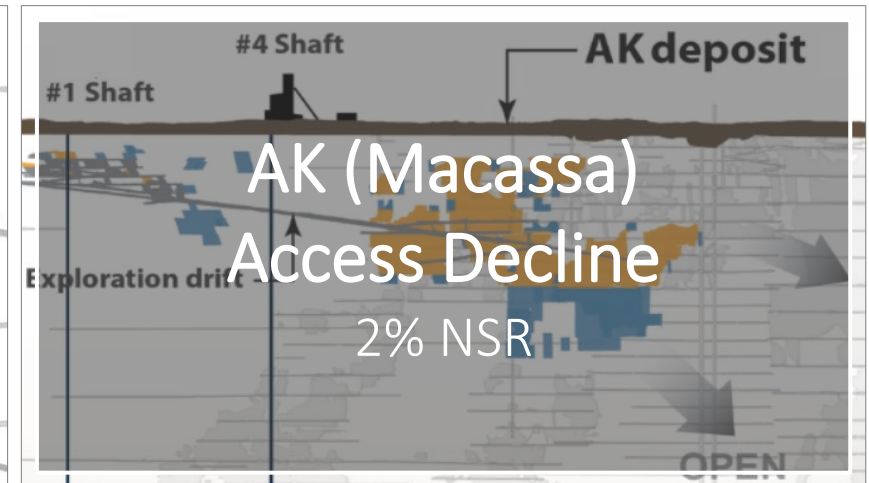 #4 Shaft
AK deposit
#1 Shaft
AK (Macassa)
Access Decline
Exploration drift
2% NSR
OPEN